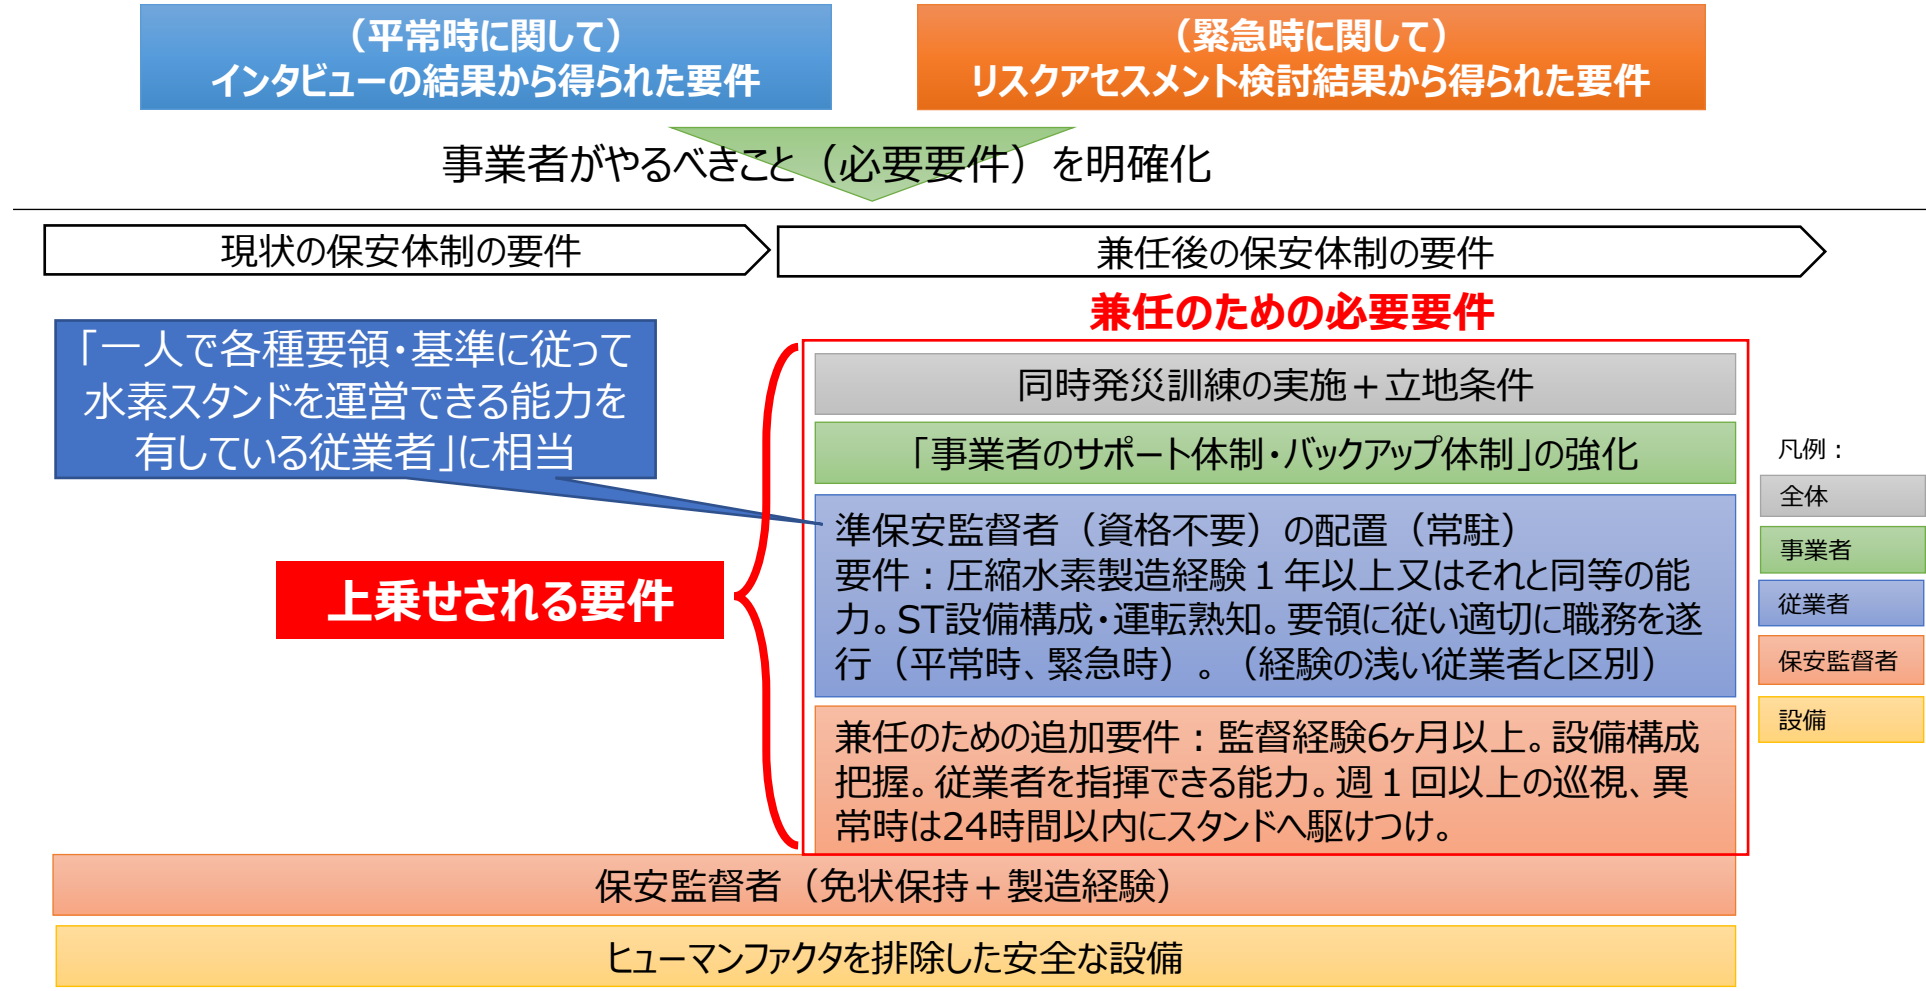 （平常時に関して）
インタビューの結果から得られた要件
（緊急時に関して）
リスクアセスメント検討結果から得られた要件
事業者がやるべきこと（必要要件）を明確化
現状の保安体制の要件
兼任後の保安体制の要件
兼任のための必要要件
「一人で各種要領・基準に従って
水素スタンドを運営できる能力を
有している従業者」に相当
同時発災訓練の実施＋立地条件
「事業者のサポート体制・バックアップ体制」の強化
準保安監督者（資格不要）の配置（常駐）
要件：圧縮水素製造経験１年以上又はそれと同等の能
力。ST設備構成・運転熟知。要領に従い適切に職務を遂
行（平常時、緊急時）。（経験の浅い従業者と区別）
上乗せされる要件
兼任のための追加要件：監督経験6ヶ月以上。設備構成
把握。従業者を指揮できる能力。週１回以上の巡視、異
常時は24時間以内にスタンドへ駆けつけ。
保安監督者（免状保持＋製造経験）
ヒューマンファクタを排除した安全な設備
凡例：
全体
事業者
従業者
保安監督者
設備